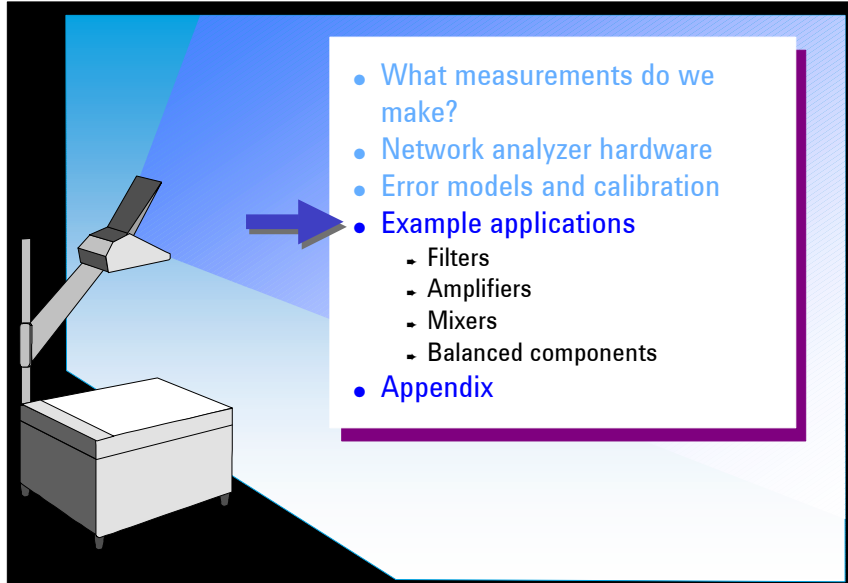 • What measurements do we
make?
• Network analyzer hardware
• Error models and calibration
• Example applications
Filters
Amplifiers
Mixers
Balanced components
• Appendix